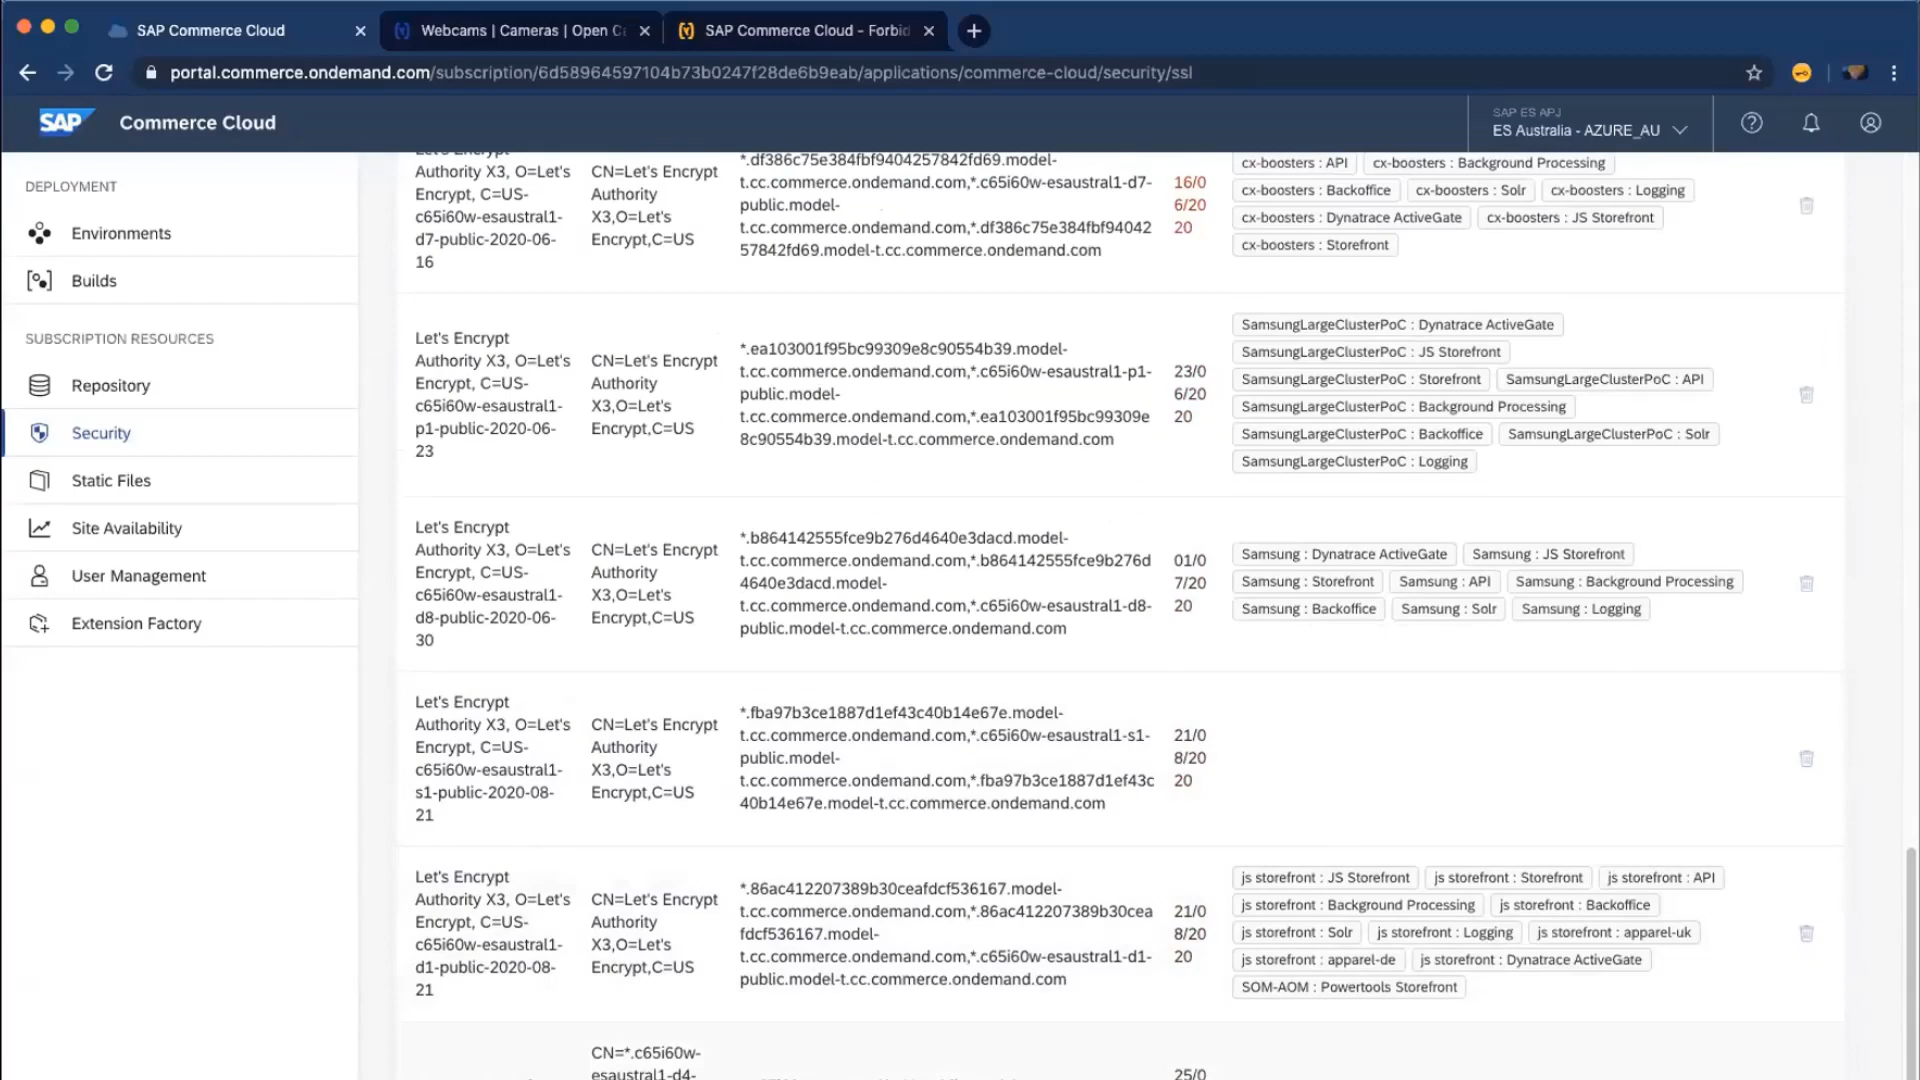 SAP Commerce Cloud
Webcams | Cameras | Open C
SAP Commerce Cloud - Forbid
portal.commerce.ondemand.com/subscription/6d58964597104b73b0247f28de6b9eab/applications/commerce-cloud/security/ssl
SAP
Commerce Cloud
SAP ES APJ
ES Australia - AZURE_AU
DEPLOYMENT
Environments
Builds
SUBSCRIPTION RESOURCES
Repository
Security
Static Files
Site Availability
User Management
Extension Factory
Let's Encrypt
Authority X3, O=Let's
Encrypt, C=US-
c65i60w-esaustral1-
d7-public-2020-06-
16
CN=Let's Encrypt
Authority
X3,O=Let's
Encrypt,C=US
*.df386c75e384fbf9404257842fd69.model-
t.cc.commerce.ondemand.com,*.c65i60w-esaustral1-d7-
public.model-
t.cc.commerce.ondemand.com,*.df386c75e384fbf94042
57842fd69.model-t.cc.commerce.ondemand.com
16/0
6/20
20
cx-boosters : API
cx-boosters : Background Processing
cx-boosters : Backoffice
cx-boosters : Solr
cx-boosters : Logging
cx-boosters : Dynatrace ActiveGate
cx-boosters : JS Storefront
cx-boosters : Storefront
Let's Encrypt
Authority X3, O=Let's
Encrypt, C=US-
c65i60w-esaustral1-
p1-public-2020-06-
23
CN=Let's Encrypt
Authority
X3,O=Let's
Encrypt,C=US
*.ea103001f95bc99309e8c90554b39.model-
t.cc.commerce.ondemand.com,*.c65i60w-esaustral1-p1-
public.model-
t.cc.commerce.ondemand.com,*.ea103001f95bc99309e
8c90554b39.model-t.cc.commerce.ondemand.com
23/0
6/20
20
SamsungLargeClusterPoC : Dynatrace ActiveGate
SamsungLargeClusterPoC : JS Storefront
SamsungLargeClusterPoC : Storefront
SamsungLargeClusterPoC : API
SamsungLargeClusterPoC : Background Processing
SamsungLargeClusterPoC : Backoffice
SamsungLargeClusterPoC : Solr
SamsungLargeClusterPoC : Logging
Let's Encrypt
Authority X3, O=Let's
Encrypt, C=US-
c65i60w-esaustral1-
d8-public-2020-06-
30
CN=Let's Encrypt
Authority
X3,O=Let's
Encrypt,C=US
*.b864142555fce9b276d4640e3dacd.model-
t.cc.commerce.ondemand.com,*.b864142555fce9b276d
4640e3dacd.model-
t.cc.commerce.ondemand.com,*.c65i60w-esaustral1-d8-
public.model-t.cc.commerce.ondemand.com
01/0
7/20
20
Samsung : Dynatrace ActiveGate
Samsung : JS Storefront
Samsung : Storefront
Samsung : API
Samsung : Background Processing
Samsung : Backoffice
Samsung : Solr
Samsung : Logging
Let's Encrypt
Authority X3, O=Let's
Encrypt, C=US-
c65i60w-esaustral1-
s1-public-2020-08-
21
CN=Let's Encrypt
Authority
X3,O=Let's
Encrypt,C=US
*.fba97b3ce1887d1ef43c40b14e67e.model-
t.cc.commerce.ondemand.com,*.c65i60w-esaustral1-s1-
public.model-
t.cc.commerce.ondemand.com,*.fba97b3ce1887d1ef43c
40b14e67e.model-t.cc.commerce.ondemand.com
21/0
8/20
20
Let's Encrypt
Authority X3, O=Let's
Encrypt, C=US-
c65i60w-esaustral1-
d1-public-2020-08-
21
CN=Let's Encrypt
Authority
X3,O=Let's
Encrypt,C=US
*.86ac412207389b30ceafdcf536167.model-
t.cc.commerce.ondemand.com,*.86ac412207389b30cea
fdcf536167.model-
t.cc.commerce.ondemand.com,*.c65i60w-esaustral1-d1-
public.model-t.cc.commerce.ondemand.com
21/0
8/20
20
js storefront : JS Storefront
js storefront : Storefront
js storefront : API
js storefront : Background Processing
js storefront : Backoffice
js storefront : Solr
js storefront : Logging
js storefront : apparel-uk
js storefront : apparel-de
js storefront : Dynatrace ActiveGate
SOM-AOM : Powertools Storefront
CN=*.c65i60w-
esaustral1-d4-
25/0